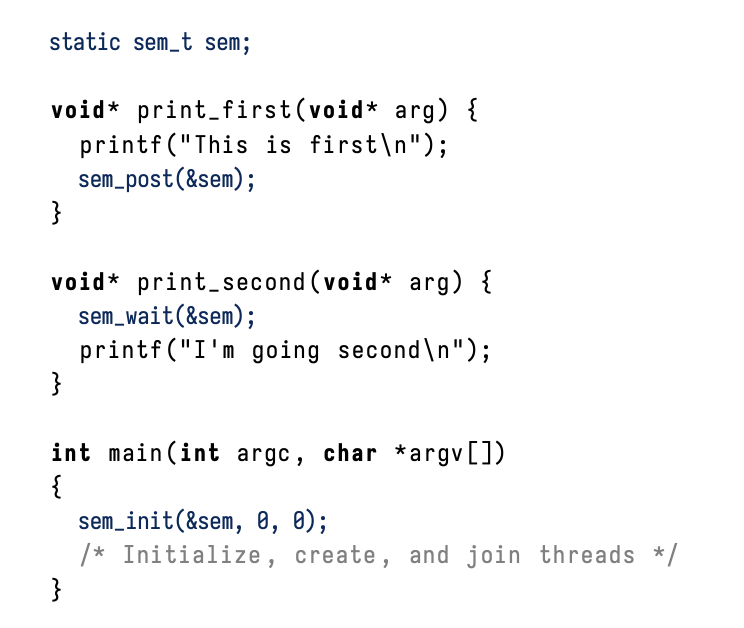 static sem_t sem;
void* print_first(void* arg) {
printf("This is first\n");
sem_post(&sem);
}
void* print_second(void* arg) {
sem_wait(&sem);
printf("I'm going second\n");
}
int main(int argc, char *argv[])
{
sem_init(&sem, 0, 0);
/* Initialize, create, and join threads */
}